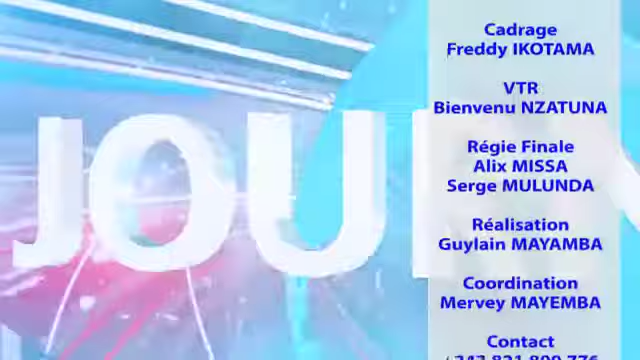 JOU
Cadrage
Freddy IKOTAMA
VTR
Bienvenu NZATUNA
Régie Finale
Alix MISSA
Serge MULUNDA
Réalisation
Guylain MAYAMBA
Coordination
Mervey MAYEMBA
Contact